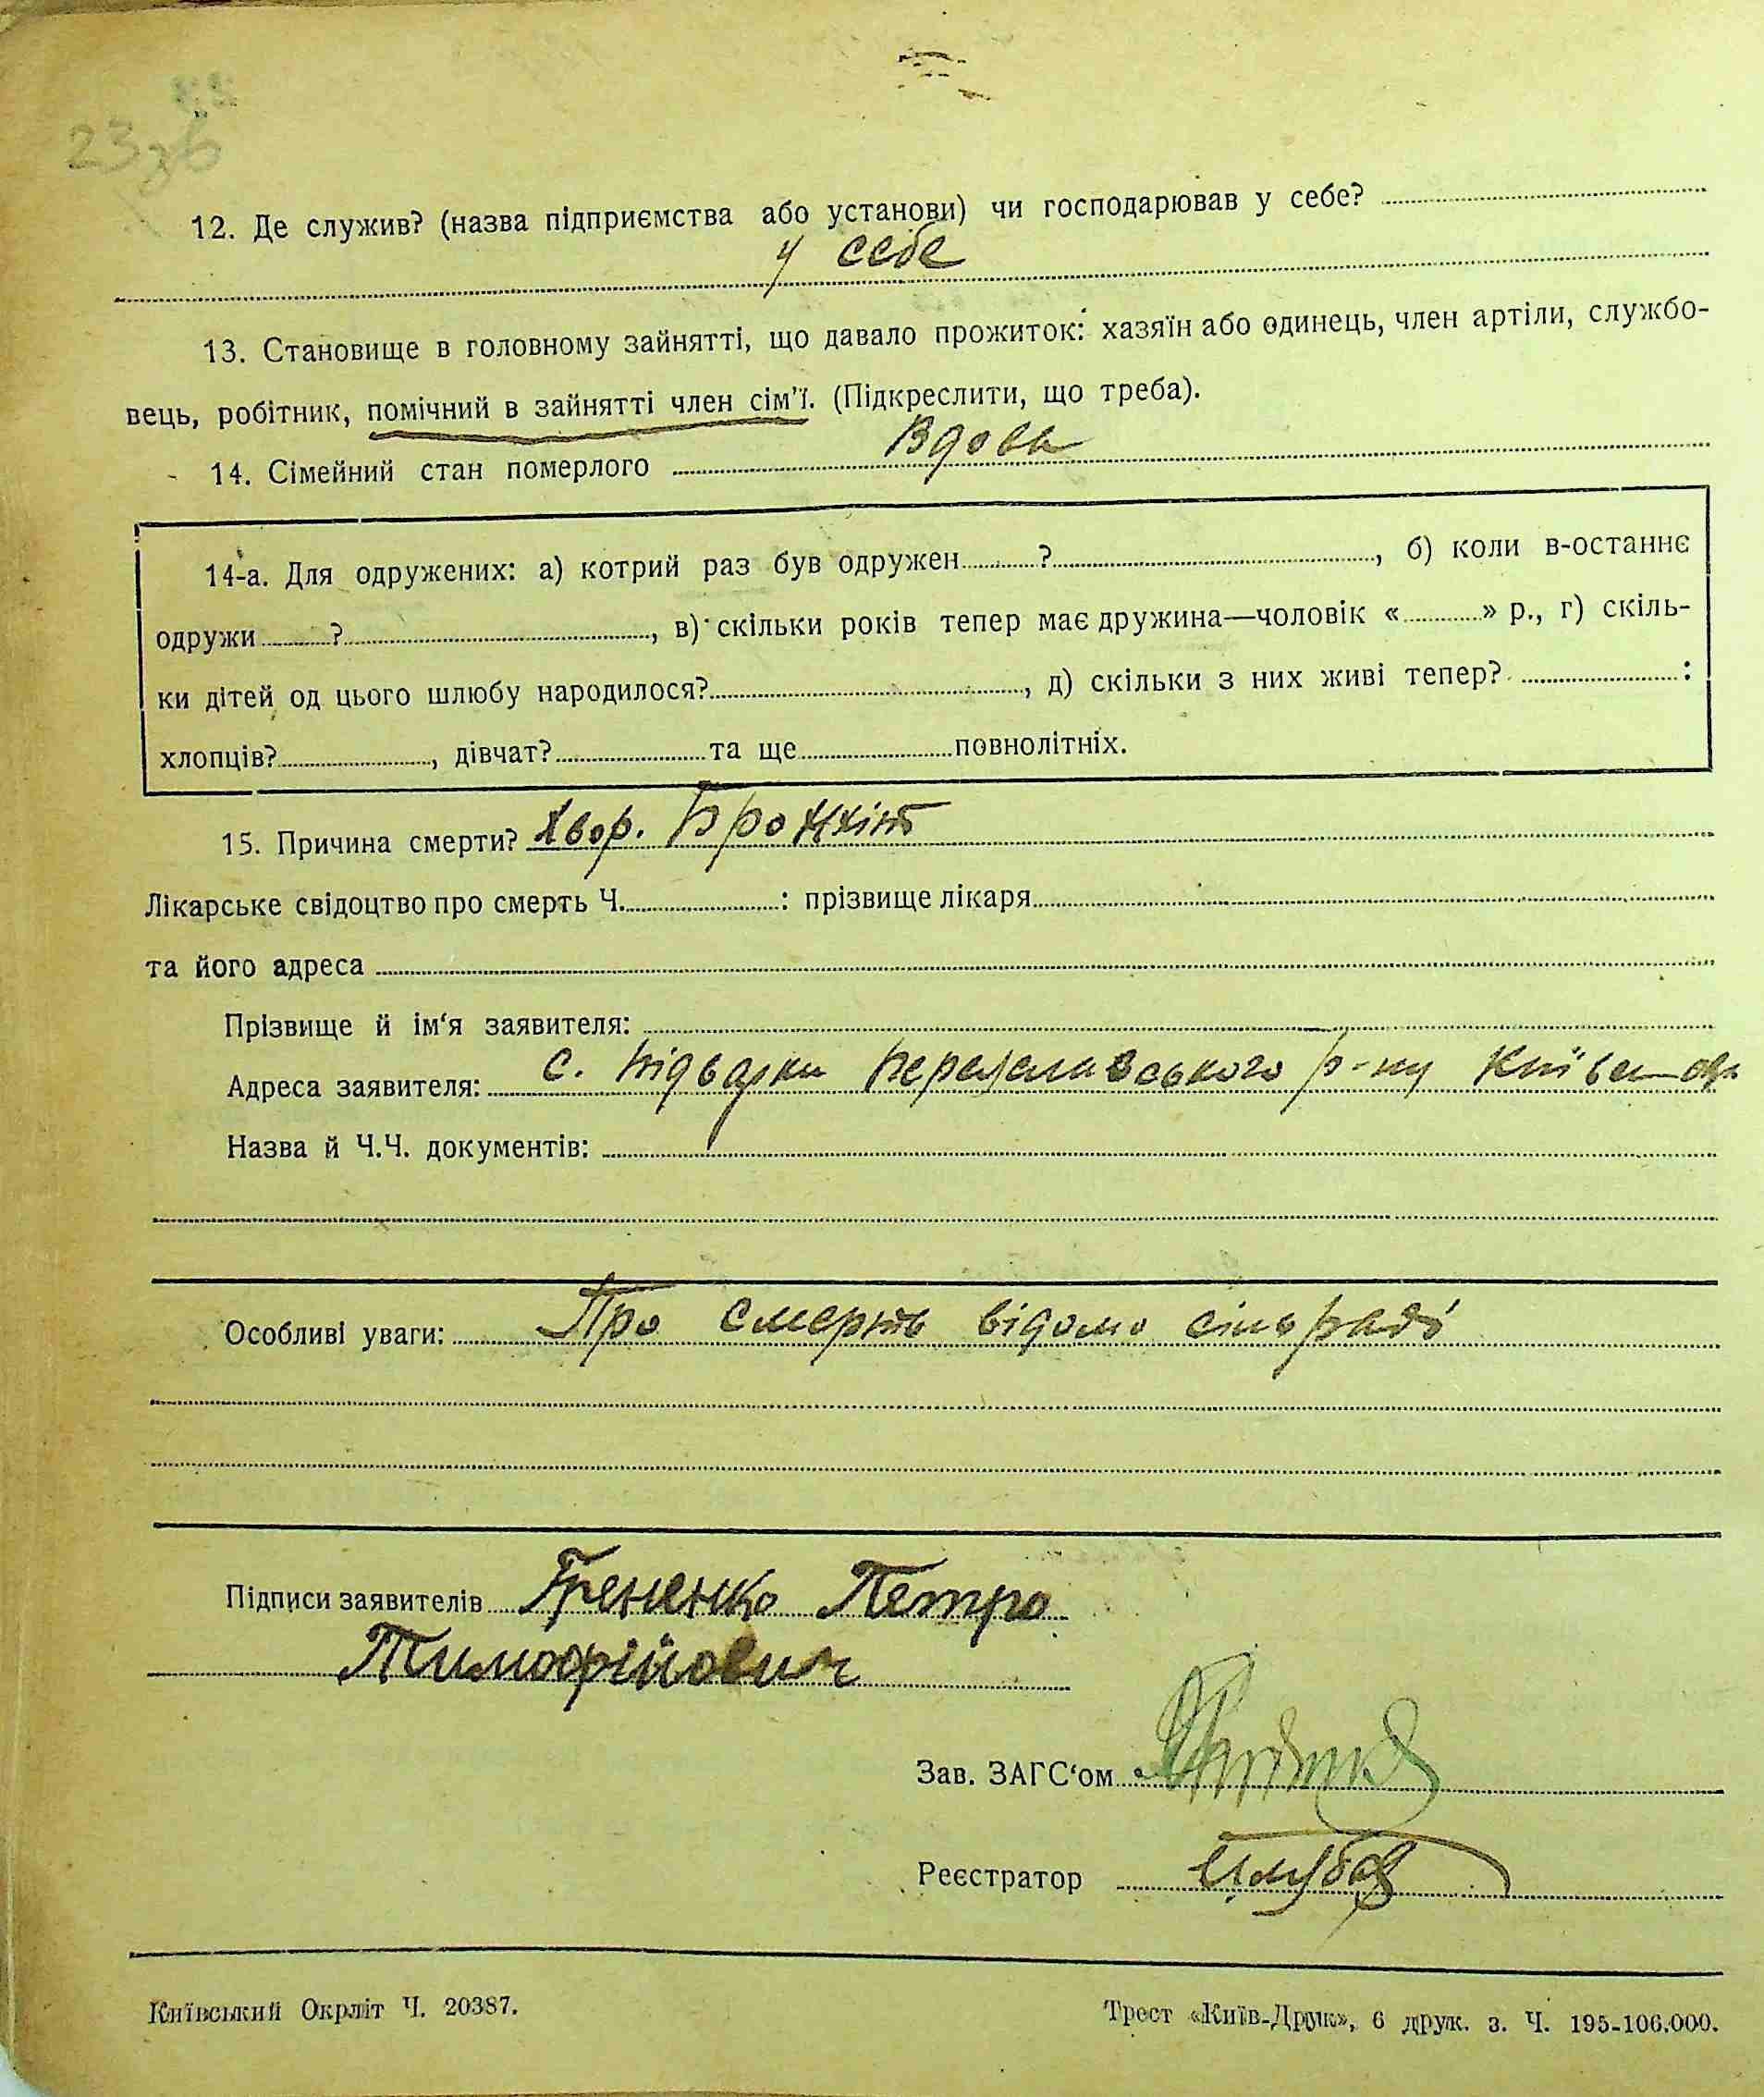 23зв
12. Де служив? (назва підприємства або установи) чи господарював у себе?
у себе
13. Становище в головному зайнятті, що давало прожиток: хазяїн або одинець, член артіли, службо-
вець, робітник, помічний в зайнятті член сім'ї. (Підкреслити, що треба).
14. Сімейний стан померлого Вдова
14-а. Для одружених: а) котрий раз був одружен ? , б) коли в-останнє
одружи ? , в) скільки років тепер має дружина—чоловік « » р., г) скіль-
ки дітей од цього шлюбу народилося? , д) скільки з них живі тепер? :
хлопців? , дівчат? та ще повнолітніх.
15. Причина смерти? Хвор. Бронхіт
Лікарське свідоцтво про смерть Ч. : прізвище лікаря
та його адреса
Прізвище й ім'я заявителя:
Адреса заявителя: с. Підварки Переяславського р-ну
Назва й Ч.Ч. документів:
Особливі уваги: Про смерть відомо сільраді
Підписи заявителів Гененко Петро
Тимофійович
Зав. ЗАГС'ом
Реєстратор
Київський Окрліт Ч. 20387.
Трест «Київ-Друк», 6 друк. з. Ч. 195-106.000.